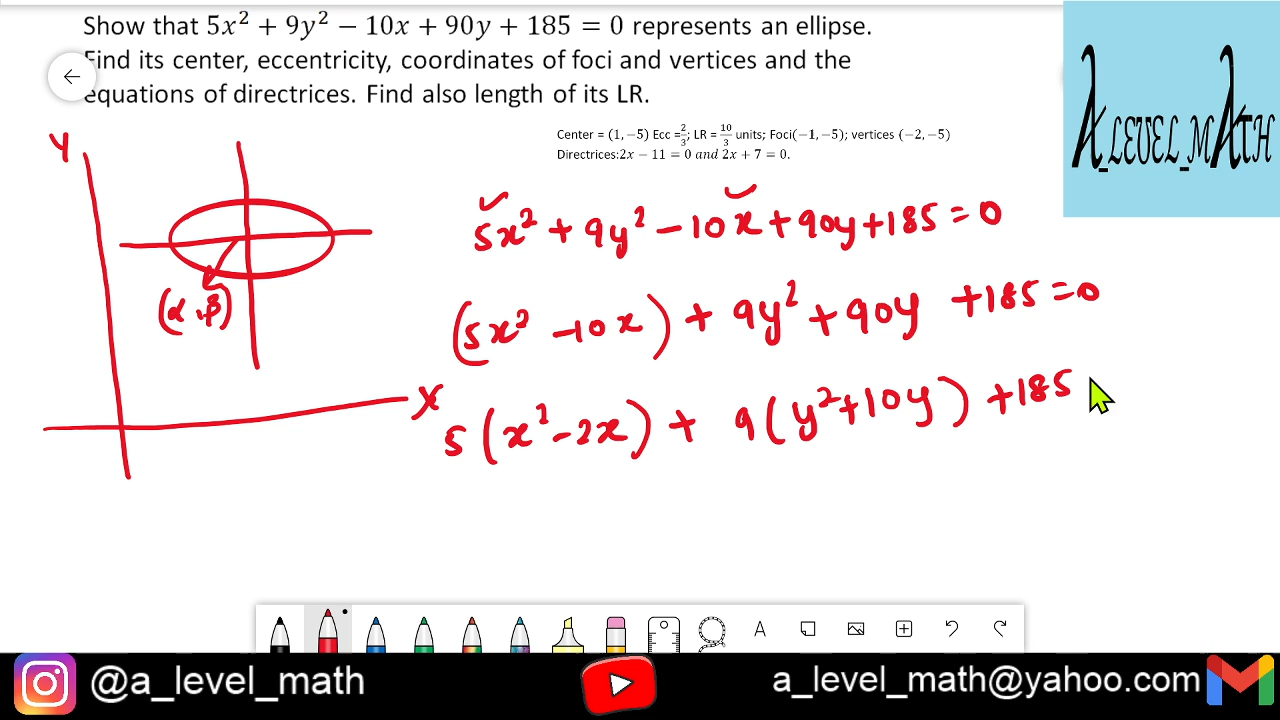 Show that 5x² + 9y² − 10x + 90y + 185 = 0 represents an ellipse.
Find its center, eccentricity, coordinates of foci and vertices and the
equations of directrices. Find also length of its LR.
Center = (1, −5) Ecc =2/3; LR = 10/3 units; Foci(−1, −5); vertices (−2, −5)
Directrices:2x − 11 = 0 and 2x + 7 = 0.
A_LEVEL_MATH
Y
5x² + 9y² − 10x + 90y + 185 = 0
(α, β)
(5x² − 10x) + 9y² + 90y + 185 = 0
X
5(x² − 2x) + 9(y² + 10y) + 185
A
@a_level_math
a_level_math@yahoo.com